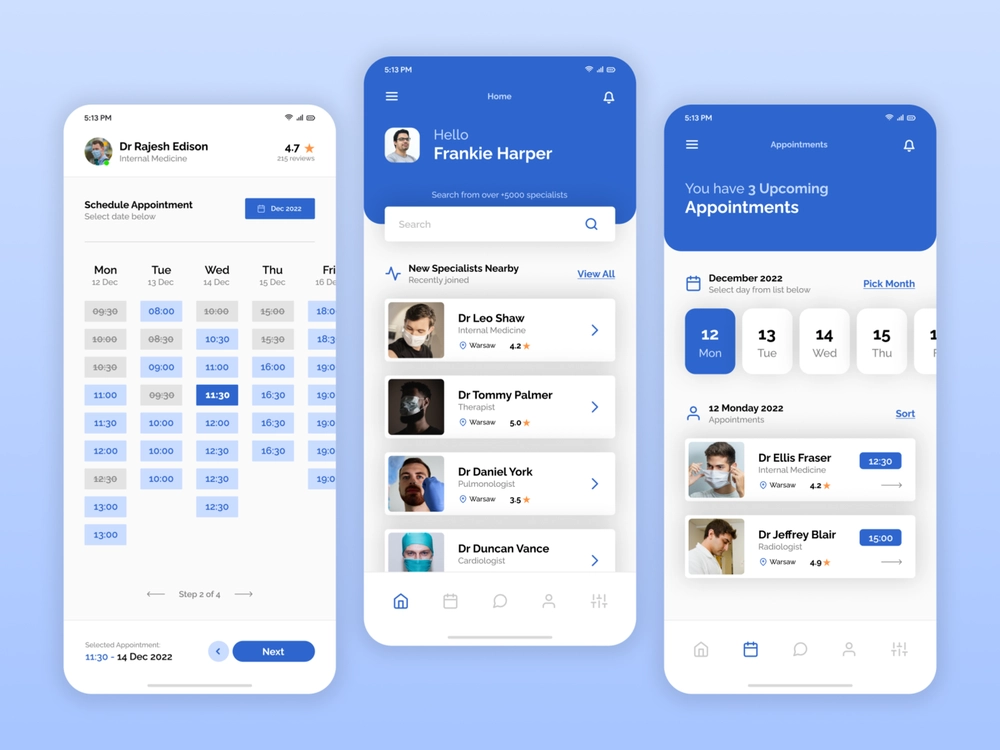 5:13 PM
Dr Rajesh Edison
Internal Medicine
4.7
215 reviews
Schedule Appointment
Select date below
Dec 2022
Mon Tue Wed Thu Fri
12 Dec 13 Dec 14 Dec 15 Dec 16 De
09:30 08:00 10:00 15:00 18:0
10:00 08:30 10:30 15:30 18:3
10:30 09:00 11:00 16:00 19:0
11:00 09:30 11:30 16:30 19:0
11:30 10:00 12:00 16:30 19:0
12:00 10:00 12:30 16:30 19:0
12:30 10:00 12:30 19:0
13:00 12:30
13:00
Step 2 of 4
Selected Appointment:
11:30 - 14 Dec 2022
Next
5:13 PM
Home
Hello
Frankie Harper
Search from over +5000 specialists
Search
New Specialists Nearby
Recently joined
View All
Dr Leo Shaw
Internal Medicine
Warsaw 4.2
Dr Tommy Palmer
Therapist
Warsaw 5.0
Dr Daniel York
Pulmonologist
Warsaw 3.5
Dr Duncan Vance
Cardiologist
5:13 PM
Appointments
You have 3 Upcoming
Appointments
December 2022
Select day from list below
Pick Month
12 13 14 15 1
Mon Tue Wed Thu F
12 Monday 2022
Appointments
Sort
Dr Ellis Fraser
Internal Medicine
12:30
Warsaw 4.2
Dr Jeffrey Blair
Radiologist
15:00
Warsaw 4.9